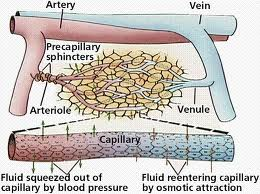 Artery
Vein
Precapillary
sphincters
Arteriole
Venule
Capillary
Fluid squeezed out of
capillary by blood pressure
Fluid reentering capillary
by osmotic attraction